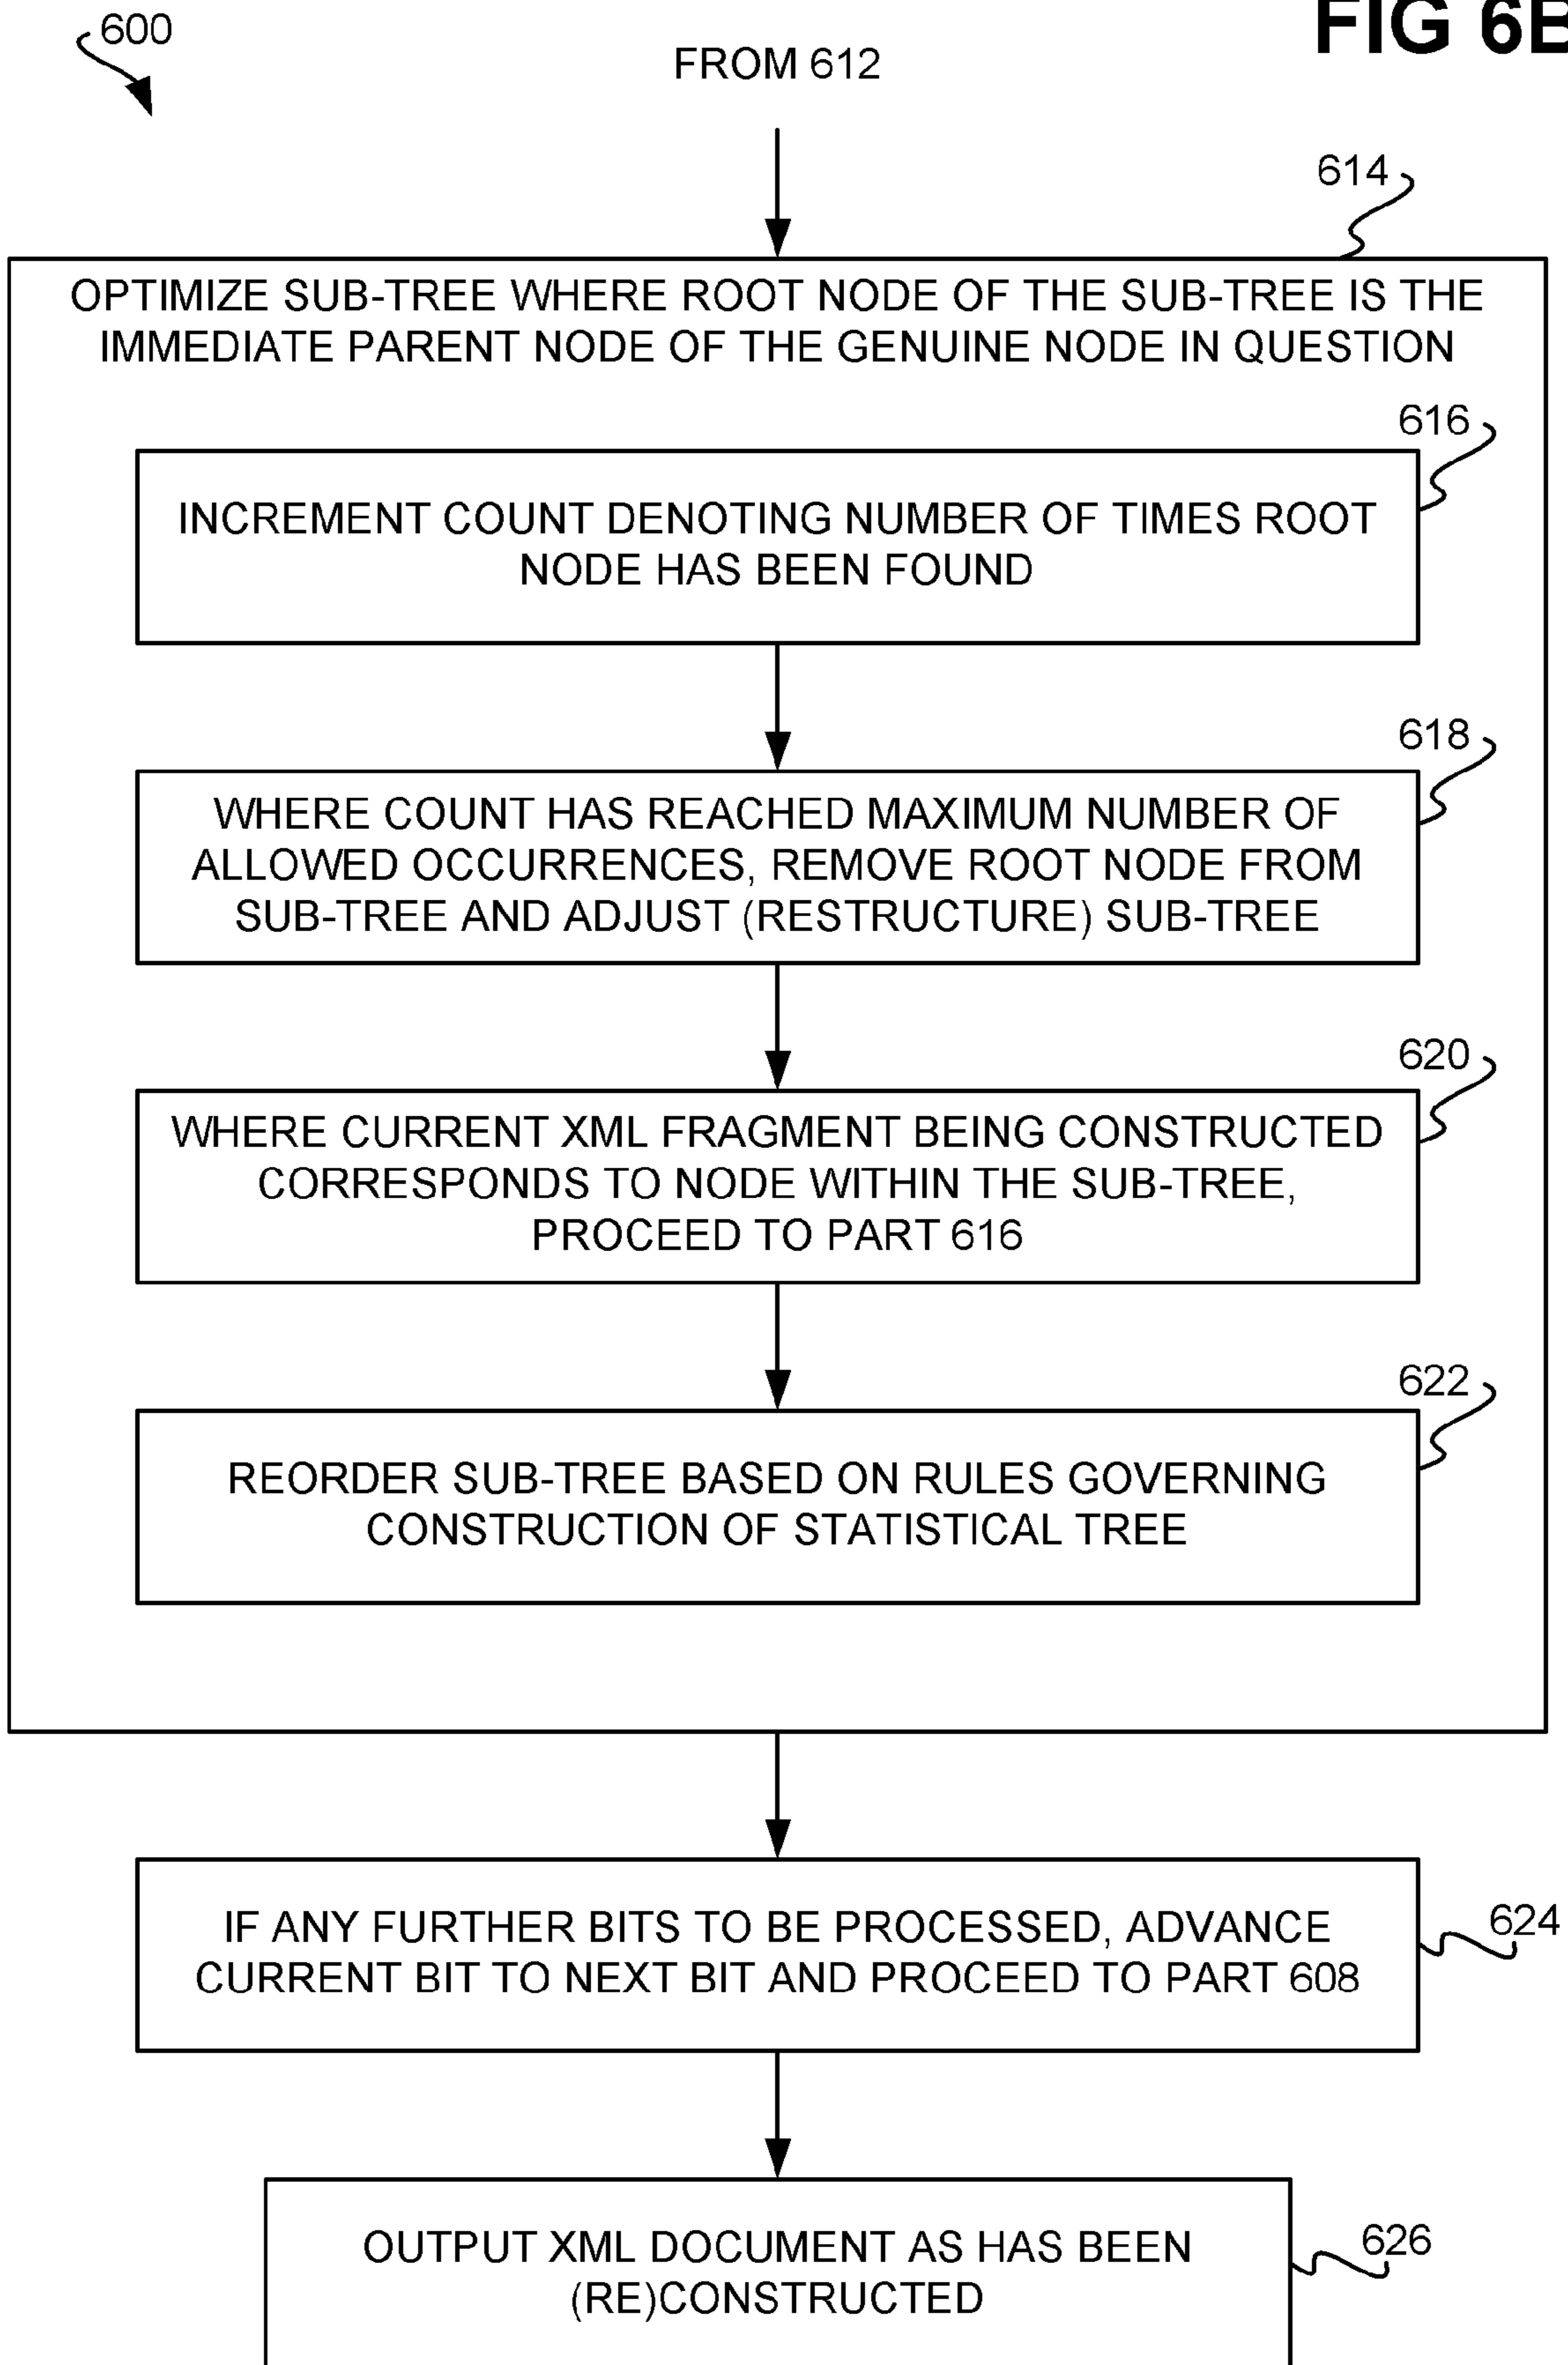 FIG 6B
600
FROM 612
614
OPTIMIZE SUB-TREE WHERE ROOT NODE OF THE SUB-TREE IS THE
IMMEDIATE PARENT NODE OF THE GENUINE NODE IN QUESTION
616
INCREMENT COUNT DENOTING NUMBER OF TIMES ROOT
NODE HAS BEEN FOUND
618
WHERE COUNT HAS REACHED MAXIMUM NUMBER OF
ALLOWED OCCURRENCES, REMOVE ROOT NODE FROM
SUB-TREE AND ADJUST (RESTRUCTURE) SUB-TREE
620
WHERE CURRENT XML FRAGMENT BEING CONSTRUCTED
CORRESPONDS TO NODE WITHIN THE SUB-TREE,
PROCEED TO PART 616
622
REORDER SUB-TREE BASED ON RULES GOVERNING
CONSTRUCTION OF STATISTICAL TREE
624
IF ANY FURTHER BITS TO BE PROCESSED, ADVANCE
CURRENT BIT TO NEXT BIT AND PROCEED TO PART 608
626
OUTPUT XML DOCUMENT AS HAS BEEN
(RE)CONSTRUCTED